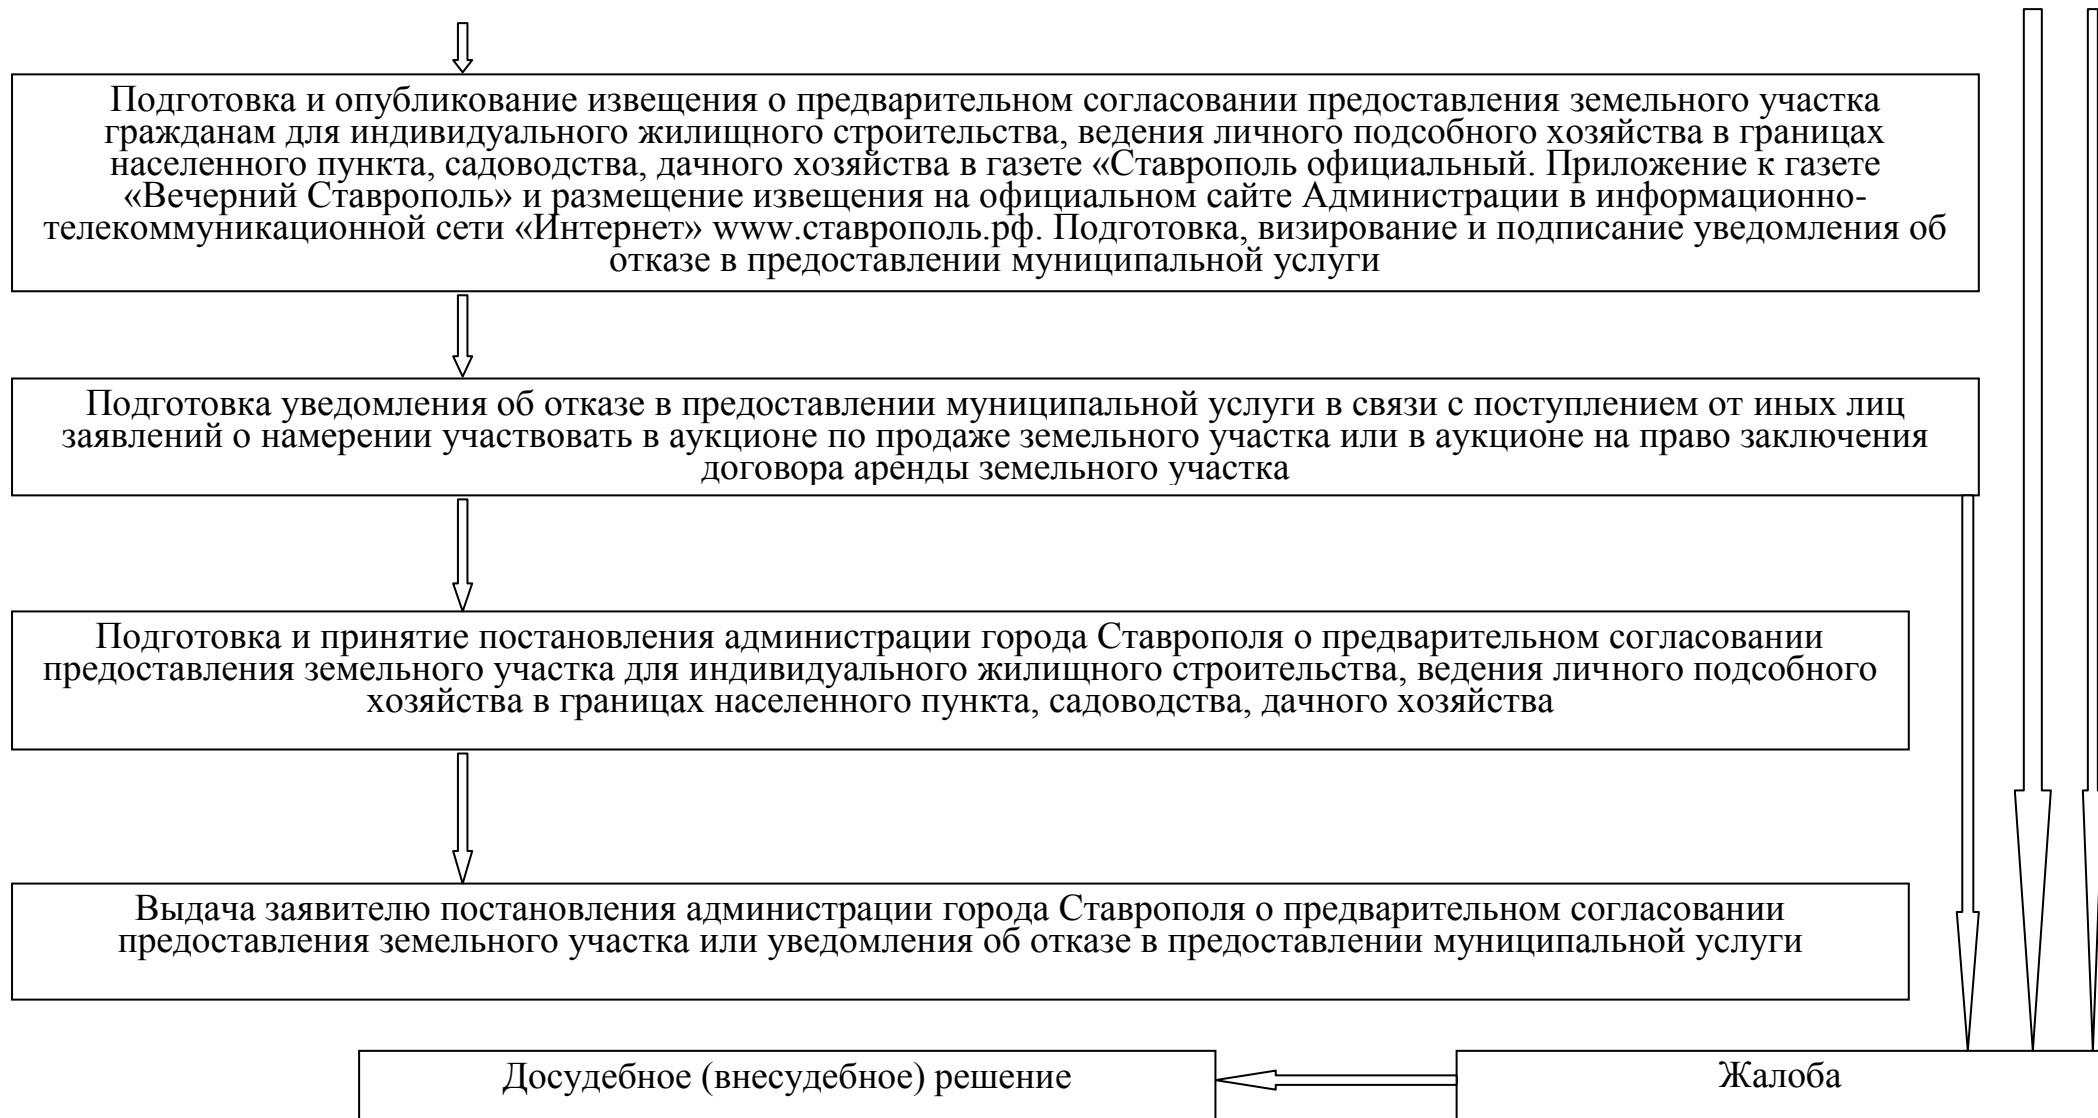 Подготовка и опубликование извещения о предварительном согласовании предоставления земельного участка
гражданам для индивидуального жилищного строительства, ведения личного подсобного хозяйства в границах
населенного пункта, садоводства, дачного хозяйства в газете «Ставрополь официальный. Приложение к газете
«Вечерний Ставрополь» и размещение извещения на официальном сайте Администрации в информационно-
телекоммуникационной сети «Интернет» www.ставрополь.рф. Подготовка, визирование и подписание уведомления об
отказе в предоставлении муниципальной услуги
Подготовка уведомления об отказе в предоставлении муниципальной услуги в связи с поступлением от иных лиц
заявлений о намерении участвовать в аукционе по продаже земельного участка или в аукционе на право заключения
договора аренды земельного участка
Подготовка и принятие постановления администрации города Ставрополя о предварительном согласовании
предоставления земельного участка для индивидуального жилищного строительства, ведения личного подсобного
хозяйства в границах населенного пункта, садоводства, дачного хозяйства
Выдача заявителю постановления администрации города Ставрополя о предварительном согласовании
предоставления земельного участка или уведомления об отказе в предоставлении муниципальной услуги
Досудебное (внесудебное) решение
Жалоба